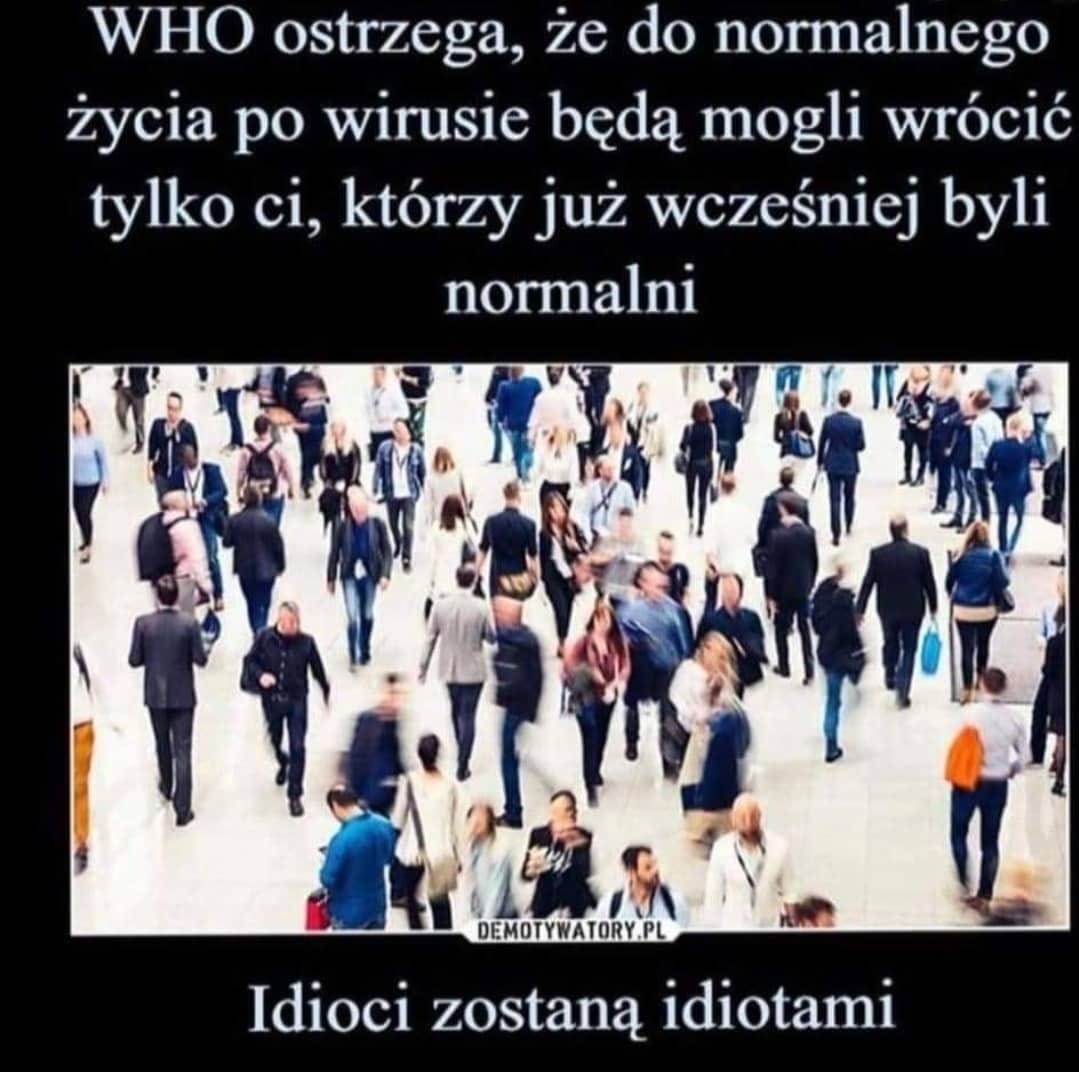 WHO ostrzega, że do normalnego
życia po wirusie będą mogli wrócić
tylko ci, którzy już wcześniej byli
normalni
DEMOTYWATORY.PL
Idioci zostaną idiotami